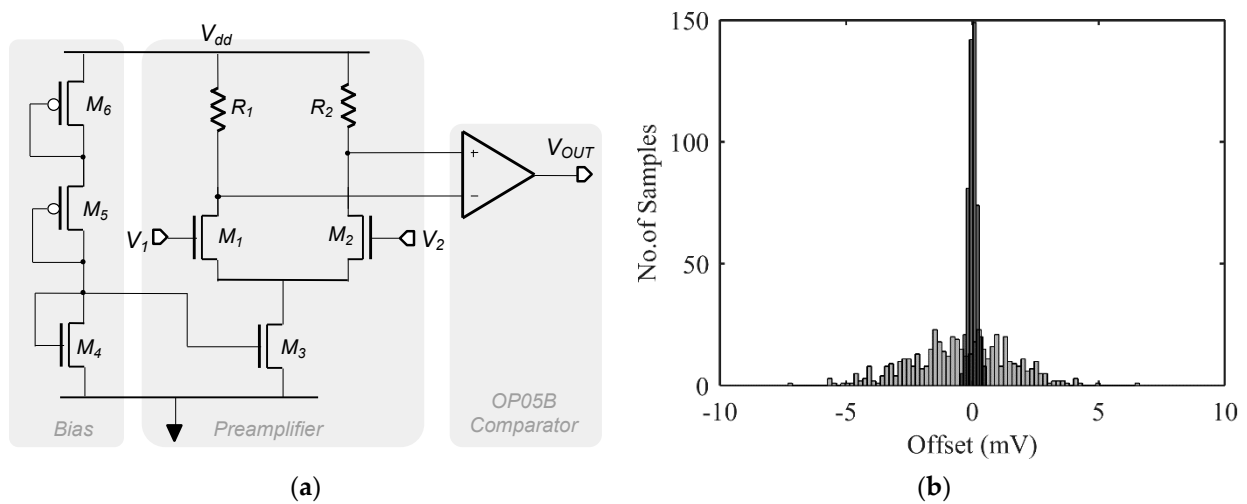 V_dd
M_6
M_5
M_4
R_1
R_2
M_1
M_2
M_3
V_1
V_2
+
−
V_OUT
Bias
Preamplifier
OP05B
Comparator
(a)
150
100
50
0
-10
-5
0
5
10
No.of Samples
Offset (mV)
(b)